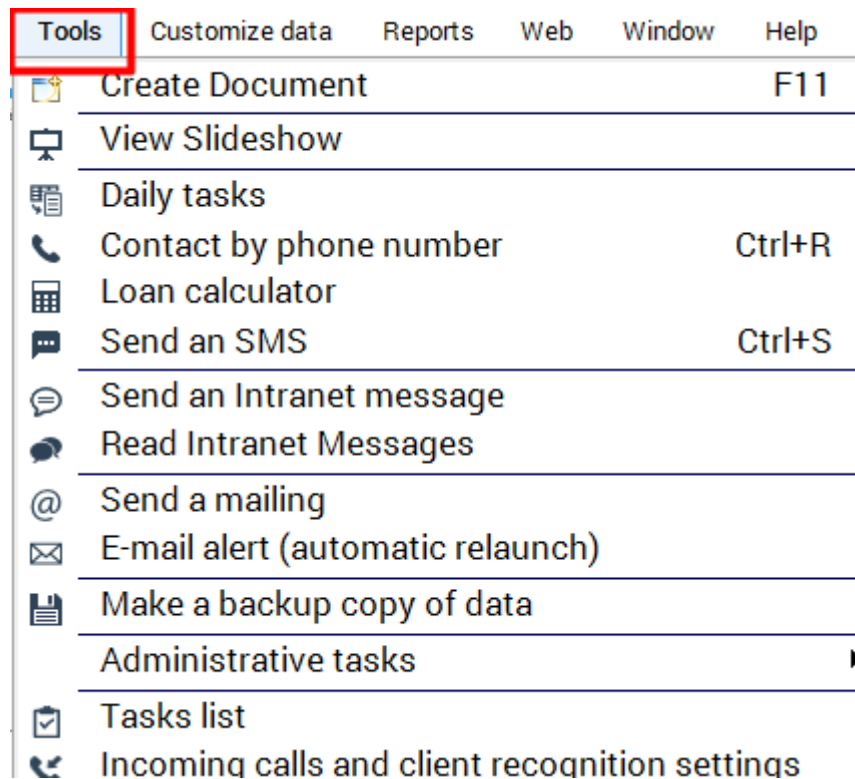 Tools Customize data Reports Web Window Help
Create Document F11
View Slideshow
Daily tasks
Contact by phone number Ctrl+R
Loan calculator
Send an SMS Ctrl+S
Send an Intranet message
Read Intranet Messages
Send a mailing
E-mail alert (automatic relaunch)
Make a backup copy of data
Administrative tasks
Tasks list
Incoming calls and client recognition settings